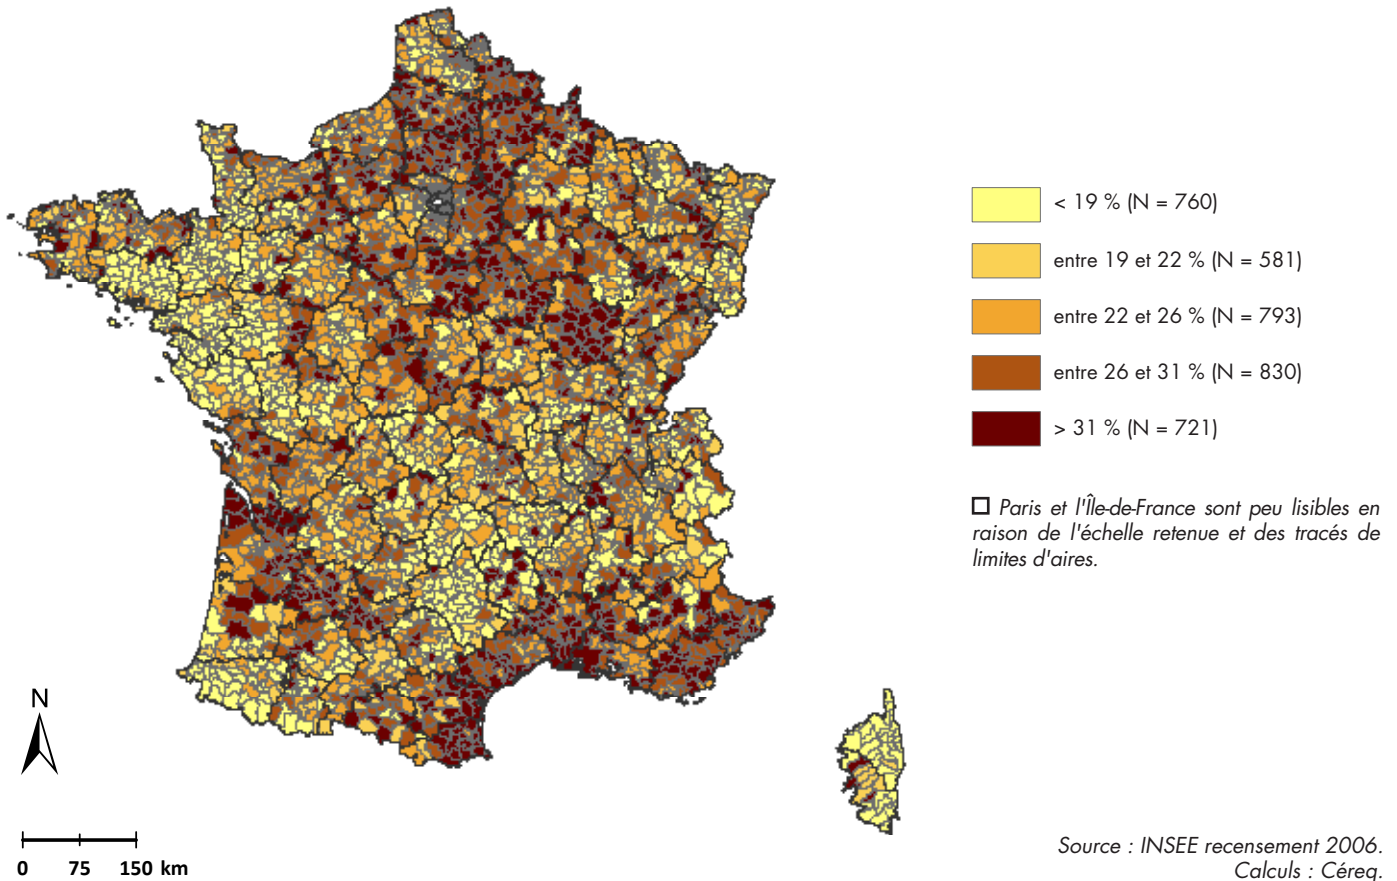 < 19 % (N = 760)
entre 19 et 22 % (N = 581)
entre 22 et 26 % (N = 793)
entre 26 et 31 % (N = 830)
> 31 % (N = 721)
Paris et l'Île-de-France sont peu lisibles en
raison de l'échelle retenue et des tracés de
limites d'aires.
N
0 75 150 km
Source : INSEE recensement 2006.
Calculs : Céreq.